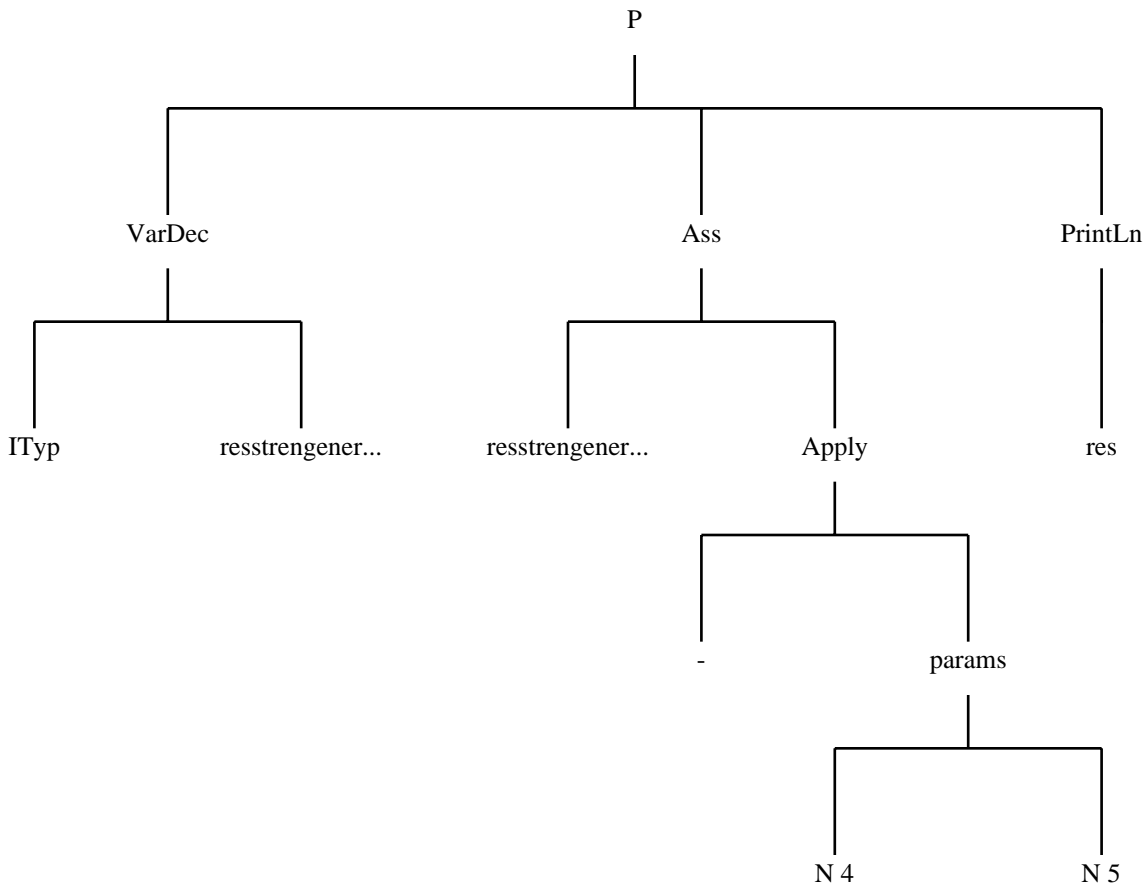 P
VarDec Ass PrintLn
ITyp resstrengener... resstrengener... Apply res
- params
N 4 N 5